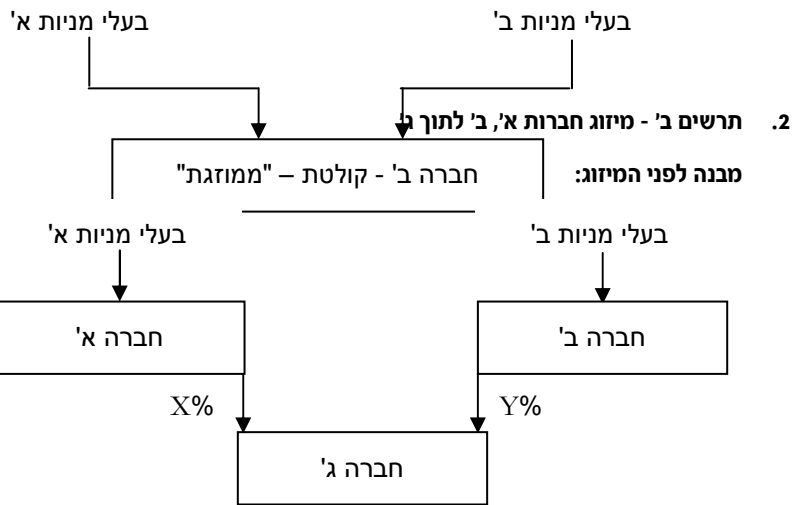 בעלי מניות ב' בעלי מניות א'
2. תרשים ב' - מיזוג חברות א', ב' לתוך ג'
מבנה לפני המיזוג:
חברה ב' - קולטת – "ממוזגת"
בעלי מניות ב' בעלי מניות א'
חברה ב' חברה א'
Y% X%
חברה ג'